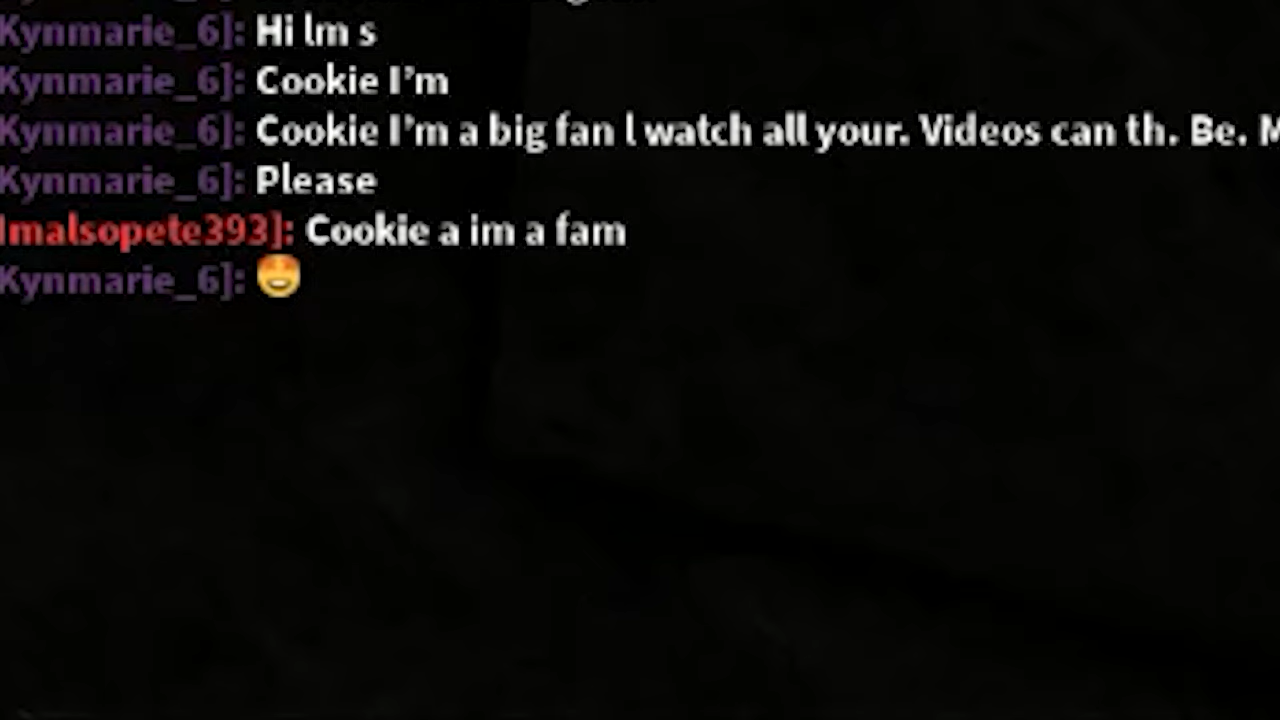 Kynmarie_6]: Hi lm s
Kynmarie_6]: Cookie I’m
Kynmarie_6]: Cookie I’m a big fan l watch all your. Videos can th. Be. M
Kynmarie_6]: Please
Imalsopete393]: Cookie a im a fam
Kynmarie_6]: 🤩